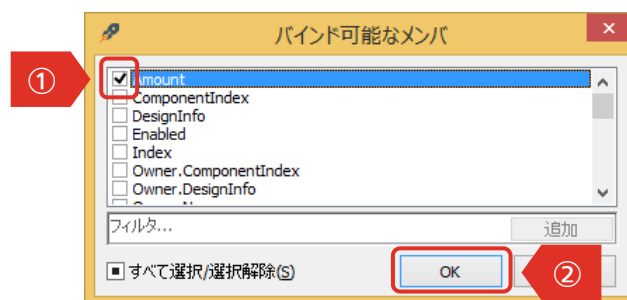 バインド可能なメンバ
×
①
Amount
ComponentIndex
DesignInfo
Enabled
Index
Owner.ComponentIndex
Owner.DesignInfo
フィルタ...
追加
すべて選択/選択解除(S)
OK
②